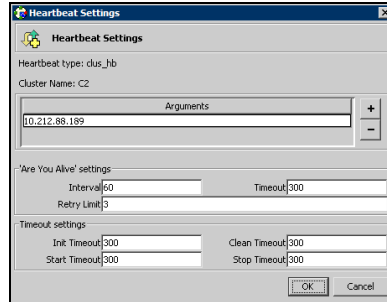 Heartbeat Settings
Heartbeat Settings
Heartbeat type: clus_hb
Cluster Name: C2
Arguments
10.212.88.189
+
−
'Are You Alive' settings
Interval 60 Timeout 300
Retry Limit 3
Timeout settings
Init Timeout 300 Clean Timeout 300
Start Timeout 300 Stop Timeout 300
OK Cancel